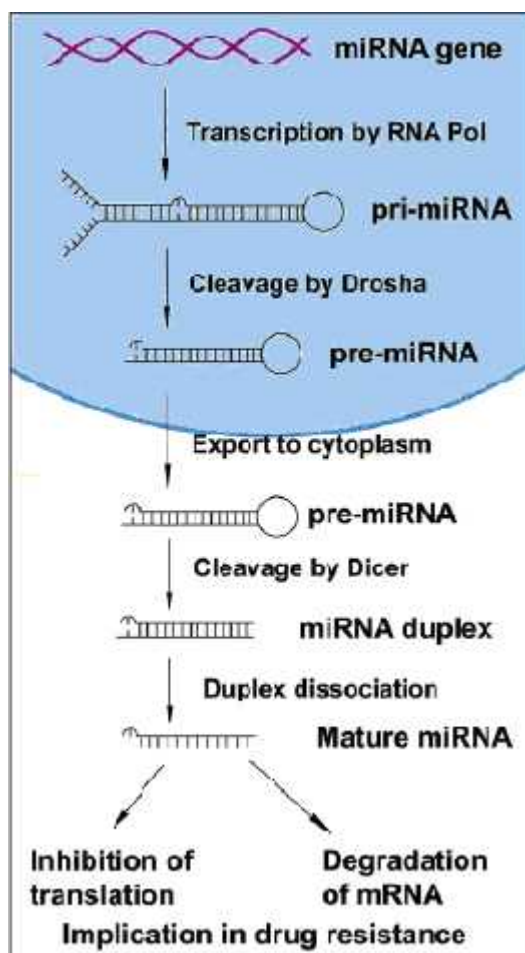 miRNA gene
Transcription by RNA Pol
pri-miRNA
Cleavage by Drosha
pre-miRNA
Export to cytoplasm
pre-miRNA
Cleavage by Dicer
miRNA duplex
Duplex dissociation
Mature miRNA
Inhibition of
translation
Degradation
of mRNA
Implication in drug resistance